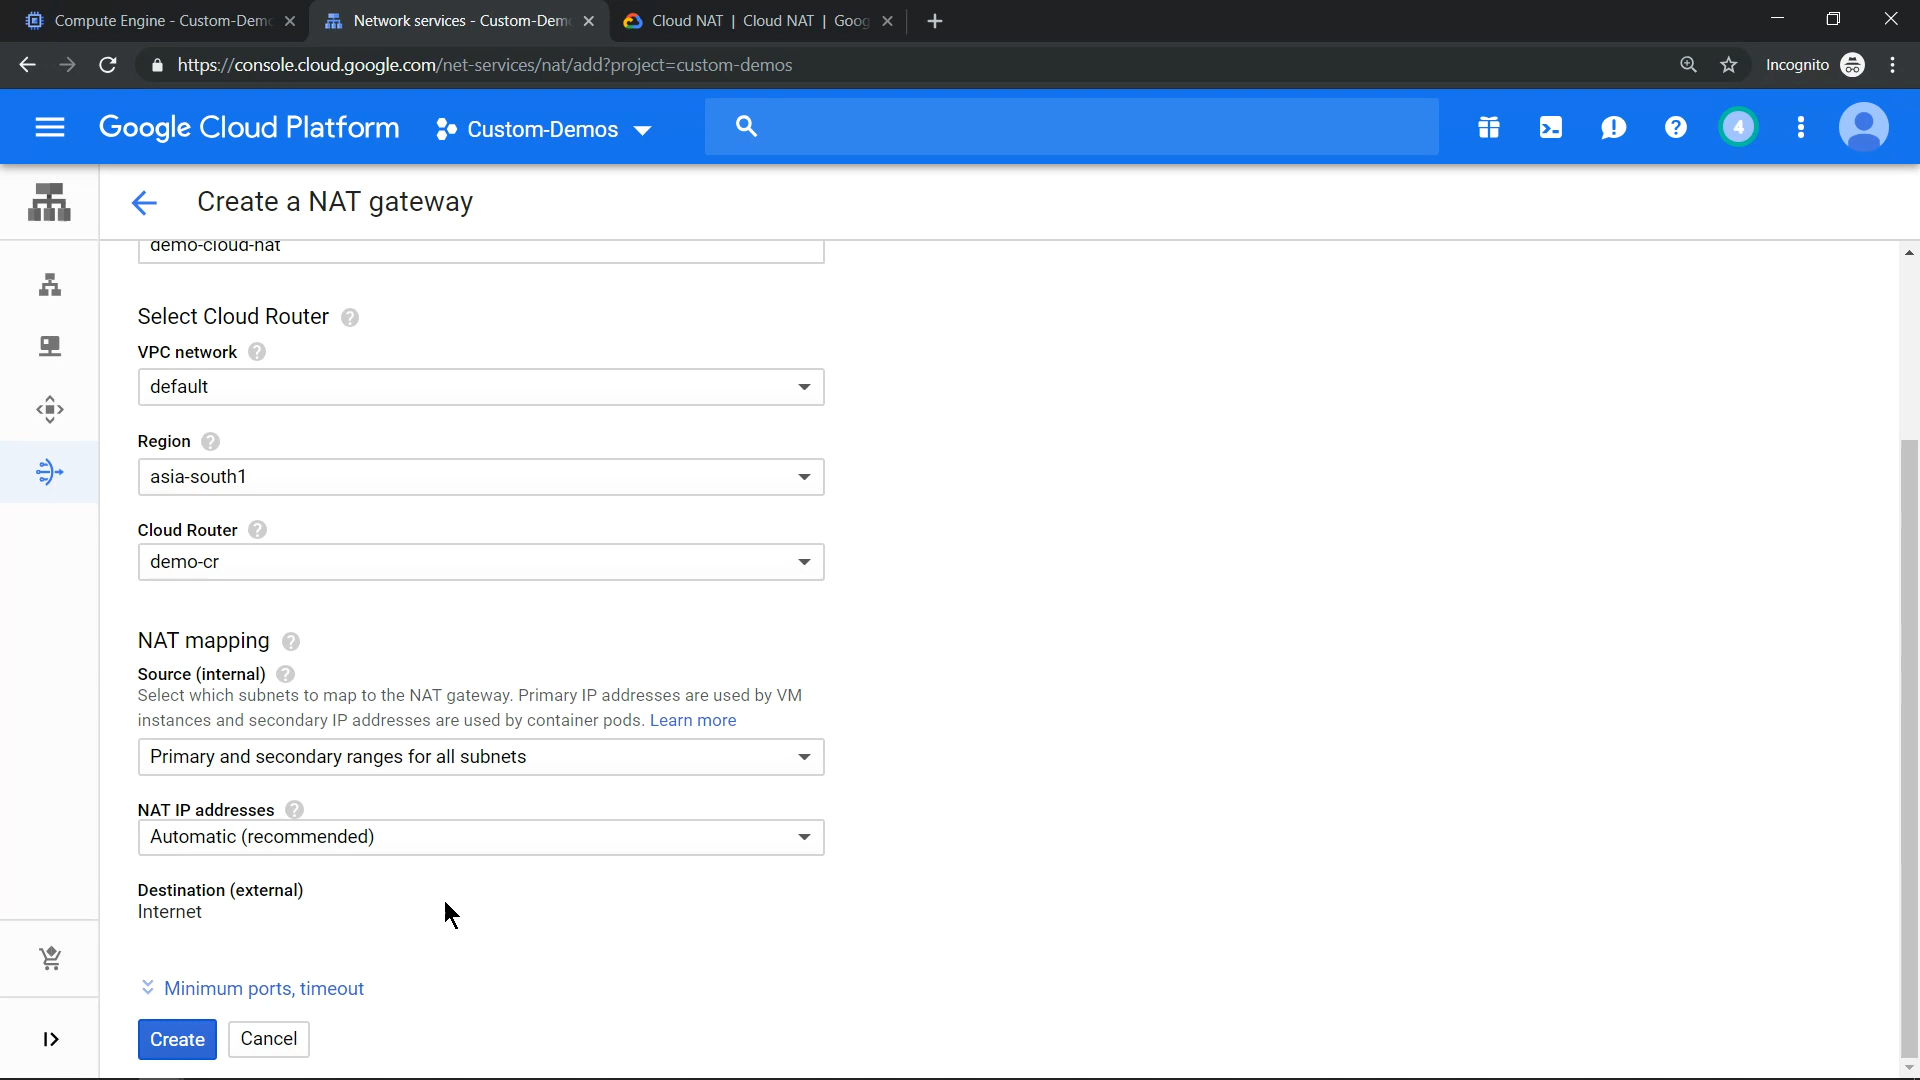 Compute Engine - Custom-Dem
Network services - Custom-Dem
Cloud NAT | Cloud NAT | Goog
https://console.cloud.google.com/net-services/nat/add?project=custom-demos
Incognito
Google Cloud Platform
Custom-Demos
4
Create a NAT gateway
demo-cloud-nat
Select Cloud Router
VPC network
default
Region
asia-south1
Cloud Router
demo-cr
NAT mapping
Source (internal)
Select which subnets to map to the NAT gateway. Primary IP addresses are used by VM
instances and secondary IP addresses are used by container pods. Learn more
Primary and secondary ranges for all subnets
NAT IP addresses
Automatic (recommended)
Destination (external)
Internet
Minimum ports, timeout
Create
Cancel